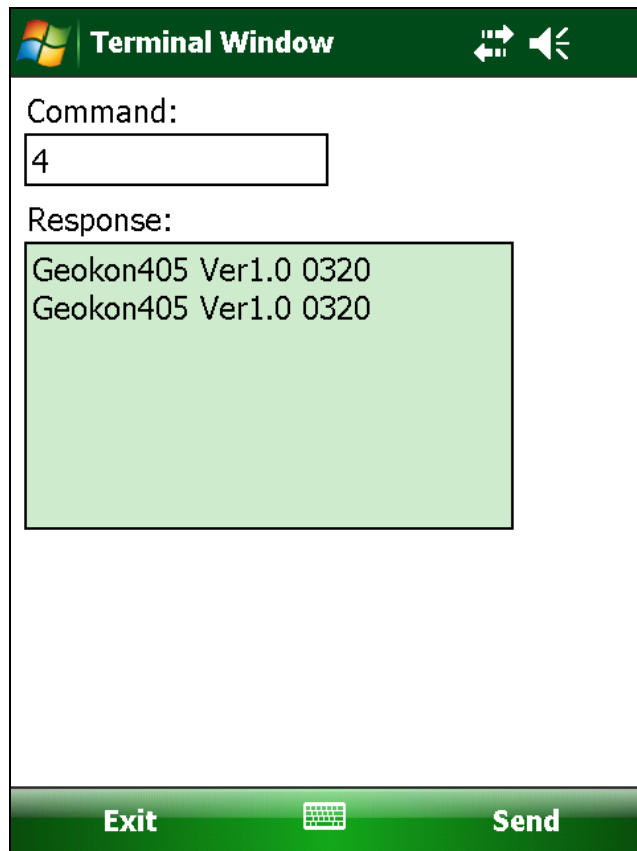 Terminal Window
Command:
4
Response:
Geokon405 Ver1.0 0320
Geokon405 Ver1.0 0320
Exit
Send